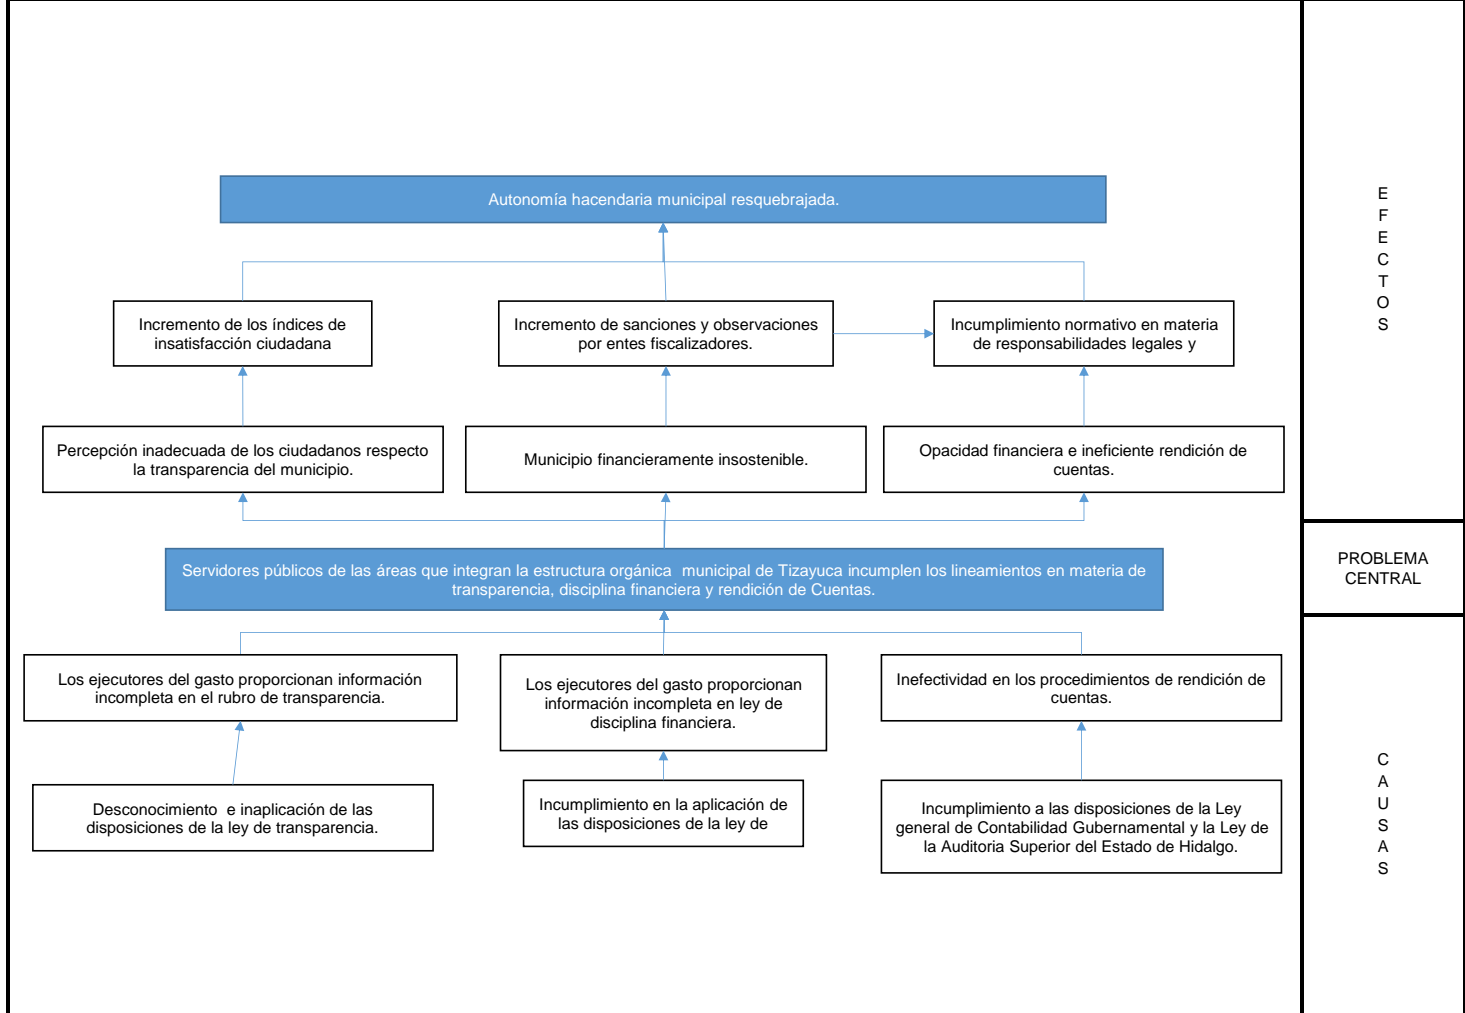 Autonomía hacendaria municipal resquebrajada.
Incremento de los índices de
insatisfacción ciudadana
Incremento de sanciones y observaciones
por entes fiscalizadores.
Incumplimiento normativo en materia
de responsabilidades legales y
Percepción inadecuada de los ciudadanos respecto
la transparencia del municipio.
Municipio financieramente insostenible.
Opacidad financiera e ineficiente rendición de
cuentas.
E
F
E
C
T
O
S
Servidores públicos de las áreas que integran la estructura orgánica  municipal de Tizayuca incumplen los lineamientos en materia de
transparencia, disciplina financiera y rendición de Cuentas.
PROBLEMA
CENTRAL
Los ejecutores del gasto proporcionan información
incompleta en el rubro de transparencia.
Los ejecutores del gasto proporcionan
información incompleta en ley de
disciplina financiera.
Inefectividad en los procedimientos de rendición de
cuentas.
Desconocimiento  e inaplicación de las
disposiciones de la ley de transparencia.
Incumplimiento en la aplicación de
las disposiciones de la ley de
Incumplimiento a las disposiciones de la Ley
general de Contabilidad Gubernamental y la Ley de
la Auditoria Superior del Estado de Hidalgo.
C
A
U
S
A
S